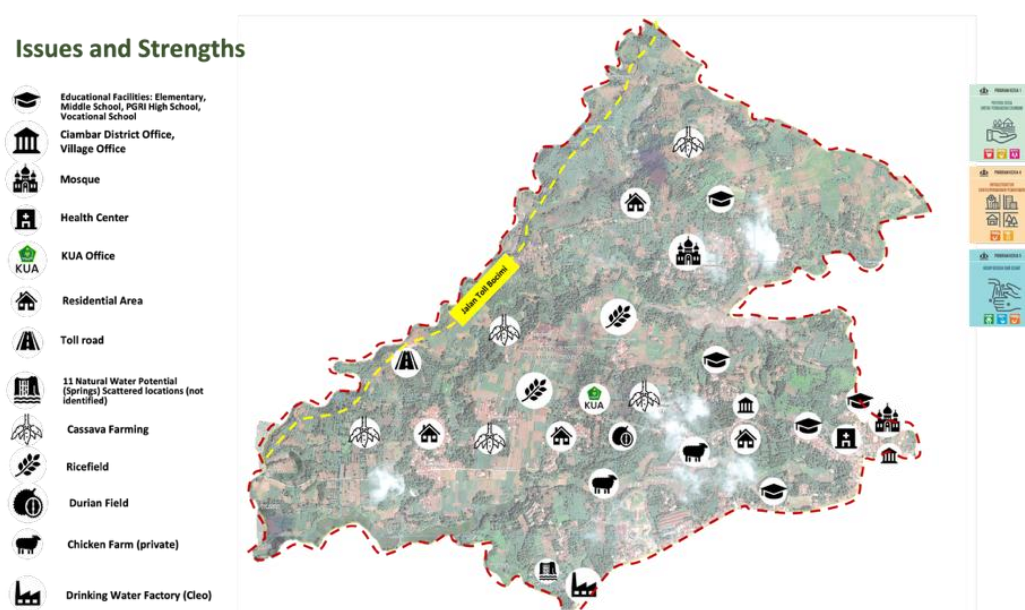 Issues and Strengths
Educational Facilities: Elementary,
Middle School, PGRI High School,
Vocational School
Ciambar District Office,
Village Office
Mosque
Health Center
KUA
KUA Office
Residential Area
Toll road
11 Natural Water Potential
(Springs) Scattered locations (not
identified)
Cassava Farming
Ricefield
Durian Field
Chicken Farm (private)
Drinking Water Factory (Cleo)
Jalan Toll Bocimi
KUA